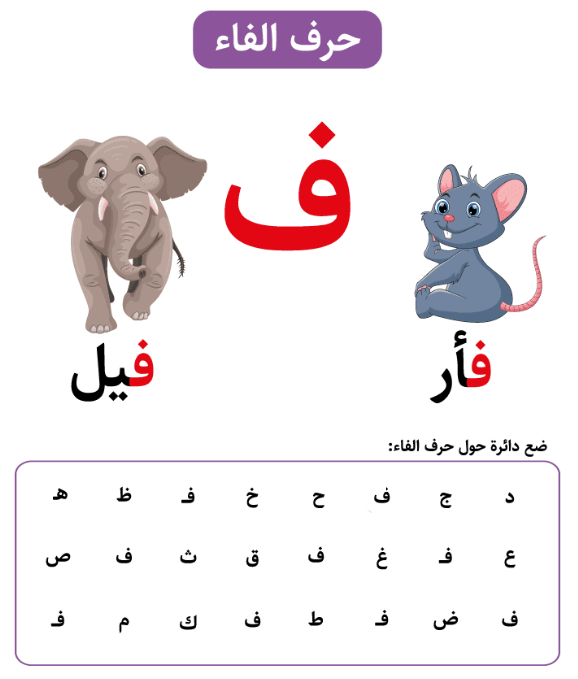 حرف الفاء
ف
فأر فيل
ضع دائرة حول حرف الفاء:
د ج ف ح خ فـ ظ هـ
ع فـ غ ف ق ث ف ص
ف ض فـ ط ف ك م فـ